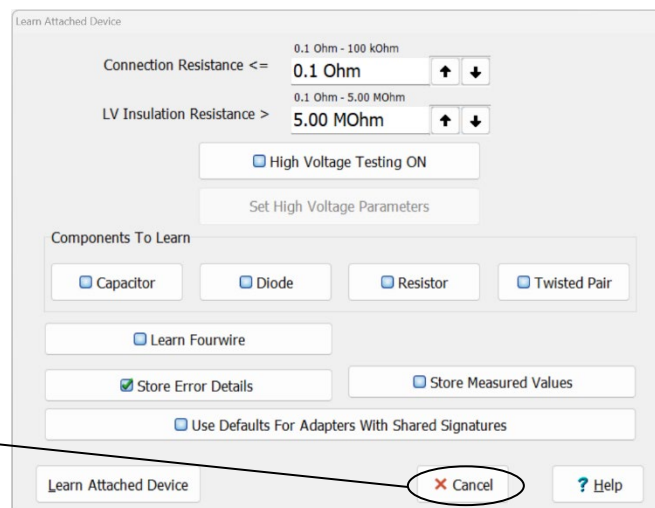 Learn Attached Device
0.1 Ohm - 100 kOhm
Connection Resistance <= 0.1 Ohm
0.1 Ohm - 5.00 MOhm
LV Insulation Resistance > 5.00 MOhm
High Voltage Testing ON
Set High Voltage Parameters
Components To Learn
Capacitor Diode Resistor Twisted Pair
Learn Fourwire
Store Error Details Store Measured Values
Use Defaults For Adapters With Shared Signatures
Learn Attached Device Cancel ? Help